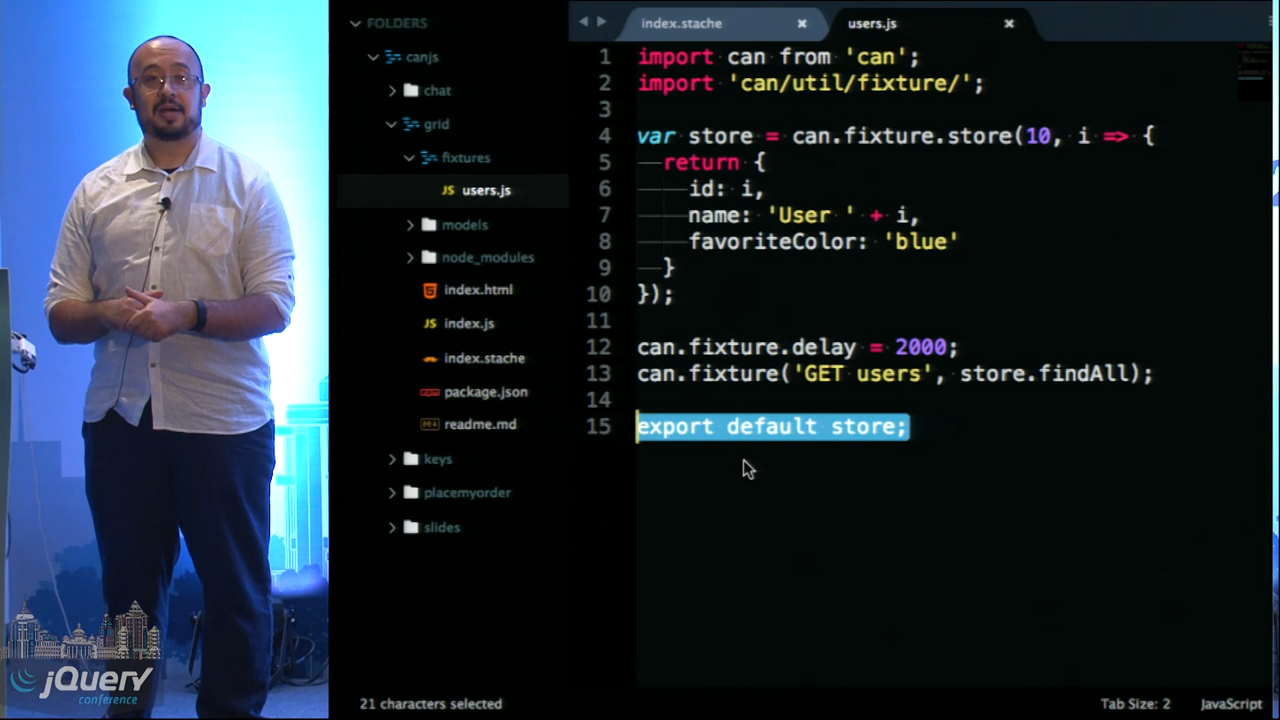 FOLDERS
canjs
chat
grid
fixtures
JS users.js
models
node_modules
index.html
JS index.js
index.stache
package.json
readme.md
keys
placemyorder
slides
index.stache
users.js
1 import can from 'can';
2 import 'can/util/fixture/';
3
4 var store = can.fixture.store(10, i => {
5 return {
6 id: i,
7 name: 'User ' + i,
8 favoriteColor: 'blue'
9 }
10 });
11
12 can.fixture.delay = 2000;
13 can.fixture('GET users', store.findAll);
14
15 export default store;
21 characters selected
Tab Size: 2 JavaScript
jQuery
conference